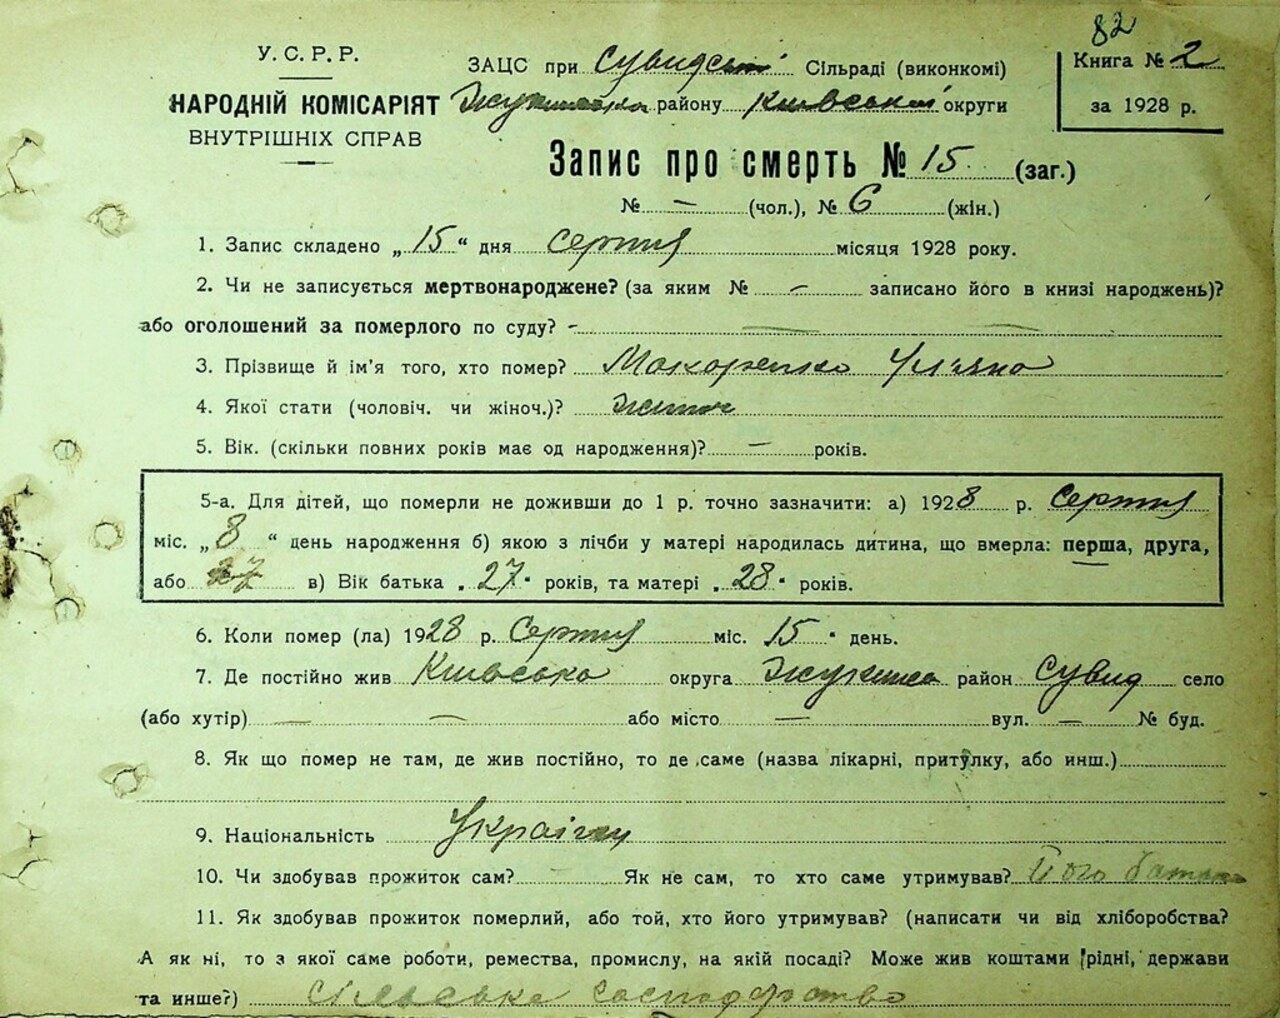 82
У. С. Р. Р.
НАРОДНІЙ КОМІСАРІЯТ
ВНУТРІШНІХ СПРАВ
ЗАЦС при Сувидській Сільраді (виконкомі)
району Київської округи
Книга № 2
за 1928 р.
Запис про смерть № 15 (заг.)
№ — (чол.), № 6 (жін.)
1. Запис складено „15“ дня серпня місяця 1928 року.
2. Чи не записується мертвонароджене? (за яким № — записано його в книзі народжень)?
або оголошений за померлого по суду? — — —
3. Прізвище й ім'я того, хто помер? Макаренко Уляна
4. Якої стати (чоловіч. чи жіноч.)? жіноч
5. Вік. (скільки повних років має од народження)? — років.
5-а. Для дітей, що померли не доживши до 1 р. точно зазначити: а) 1928 р. Серпня
міс. „8“ день народження б) якою з лічби у матері народилась дитина, що вмерла: перша, друга,
або в) Вік батька „27“ років, та матері „28“ років.
6. Коли помер (ла) 1928 р. Серпня міс. 15 " день.
7. Де постійно жив Київська округа район Сувид село
(або хутір) — — або місто — вул. — № буд.
8. Як що помер не там, де жив постійно, то де саме (назва лікарні, притулку, або инш.)
9. Національність
10. Чи здобував прожиток сам? Як не сам, то хто саме утримував? Його батько
11. Як здобував прожиток померлий, або той, хто його утримував? (написати чи від хліборобства?
А як ні, то з якої саме роботи, ремества, промислу, на якій посаді? Може жив коштами рідні, держави
та инше?) сільське господарство